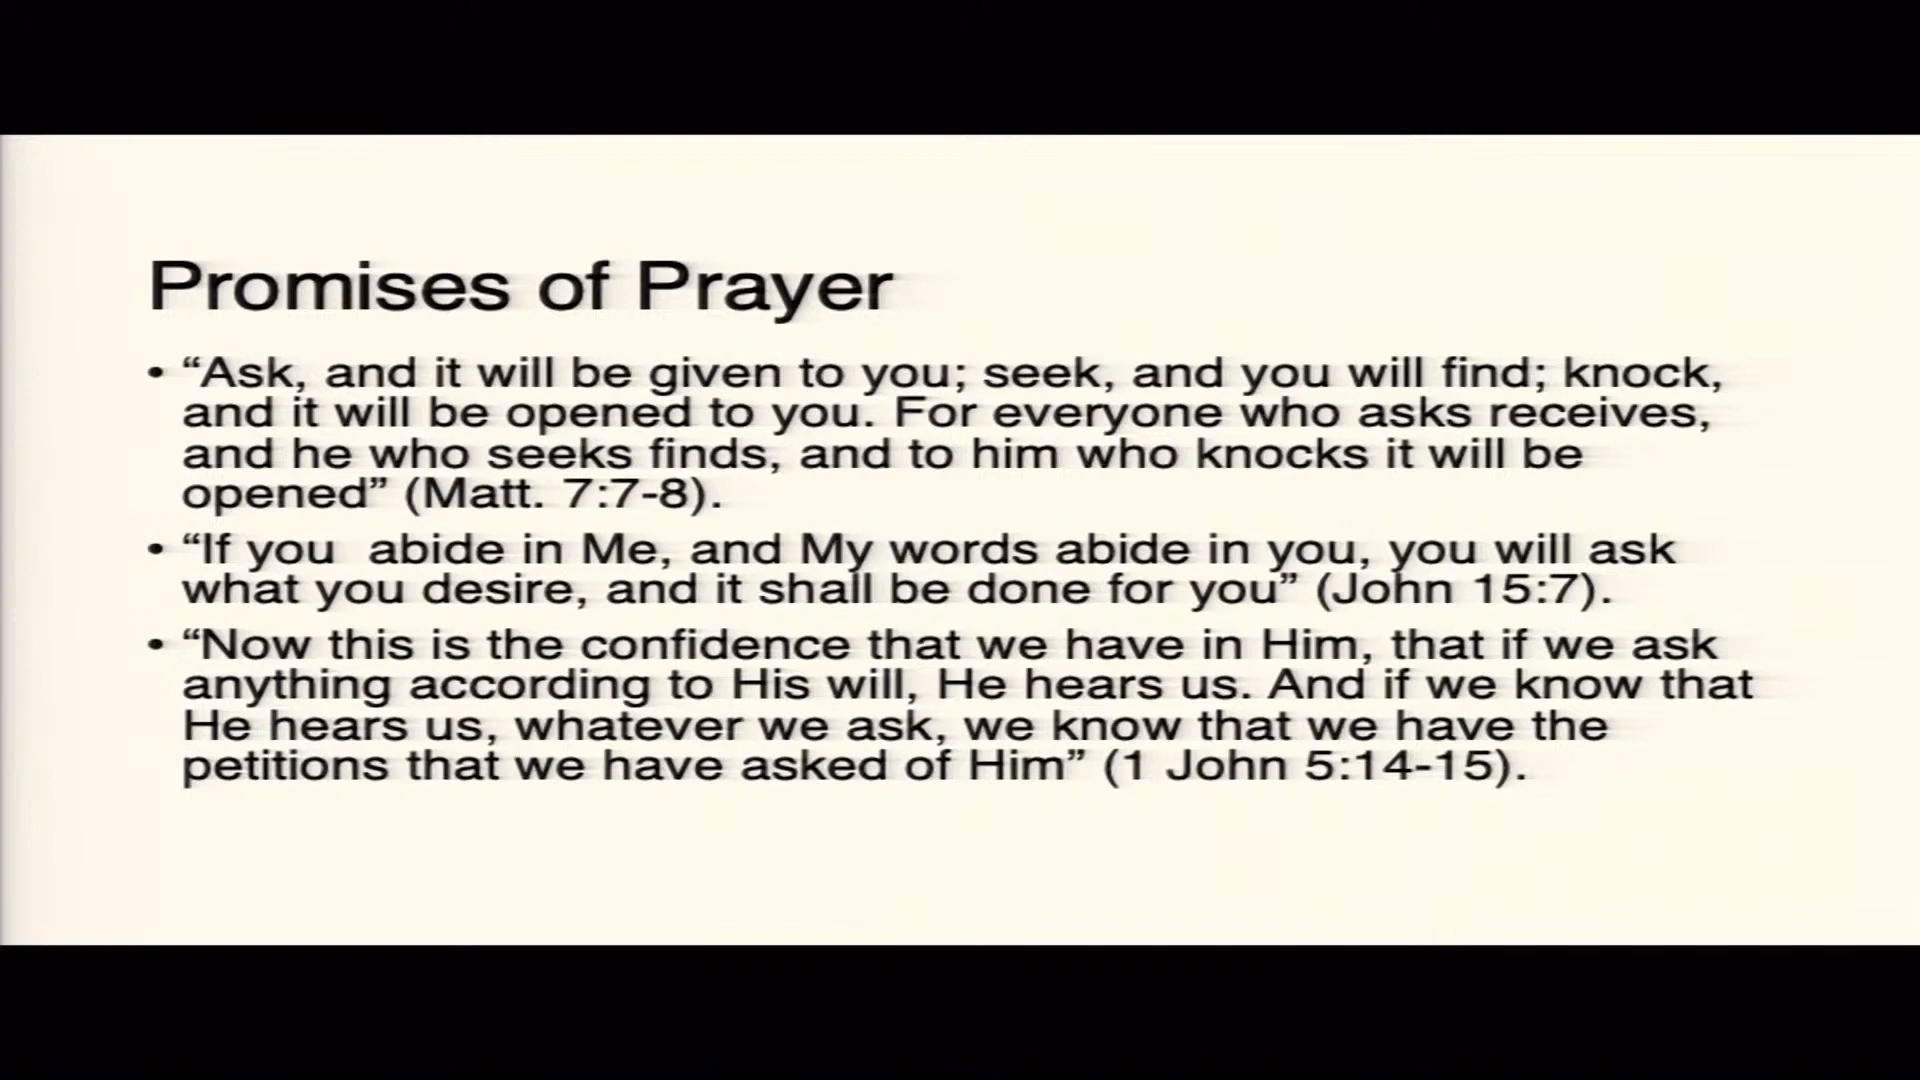 Promises of Prayer
• “Ask, and it will be given to you; seek, and you will find; knock,
and it will be opened to you. For everyone who asks receives,
and he who seeks finds, and to him who knocks it will be
opened” (Matt. 7:7-8).
• “If you  abide in Me, and My words abide in you, you will ask
what you desire, and it shall be done for you” (John 15:7).
• “Now this is the confidence that we have in Him, that if we ask
anything according to His will, He hears us. And if we know that
He hears us, whatever we ask, we know that we have the
petitions that we have asked of Him” (1 John 5:14-15).